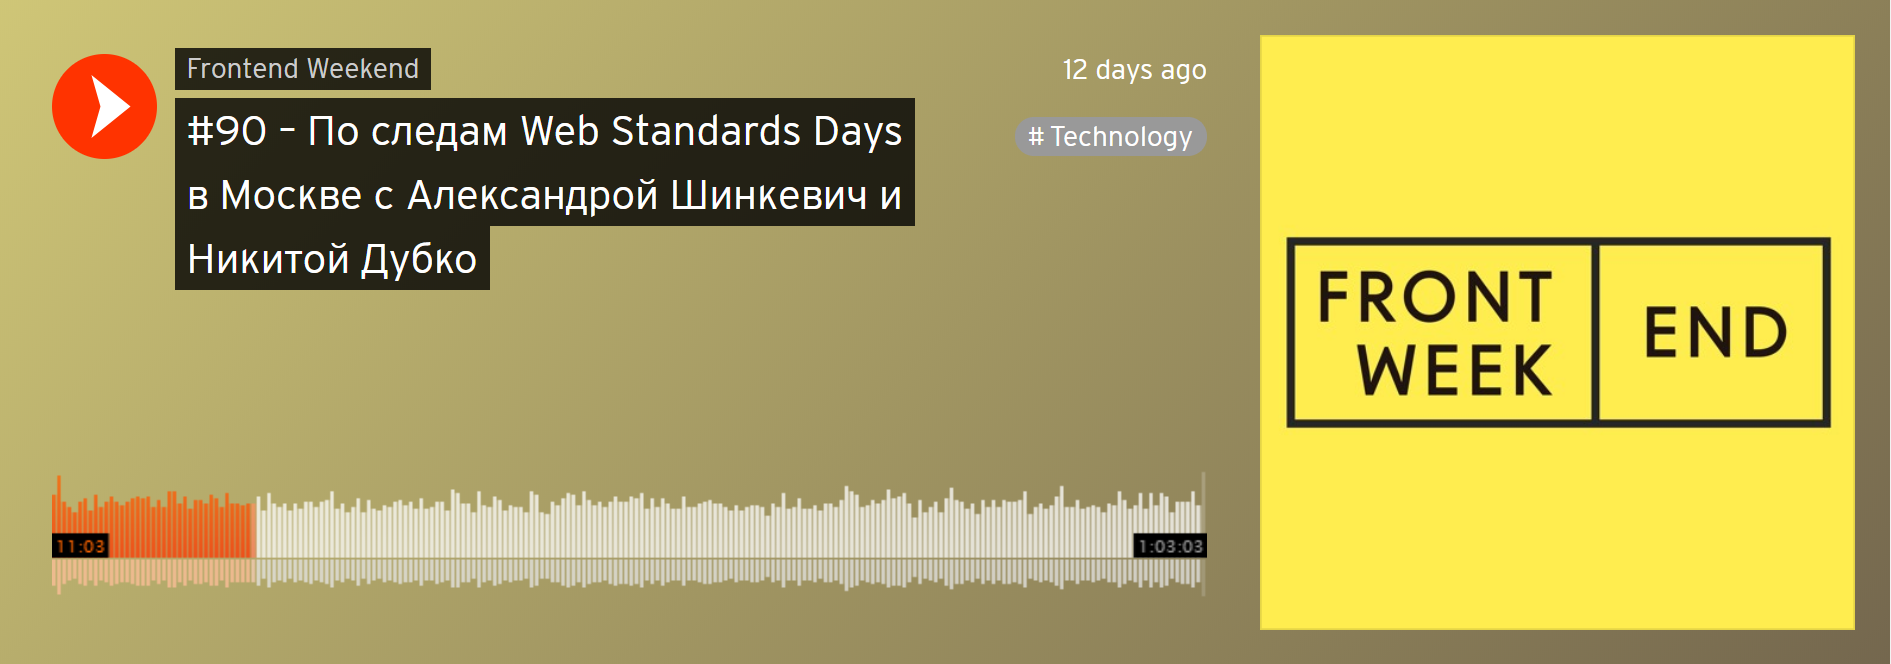 Frontend Weekend
12 days ago
#90 – По следам Web Standards Days
в Москве с Александрой Шинкевич и
Никитой Дубко
# Technology
11:03
1:03:03
FRONT
WEEK
END